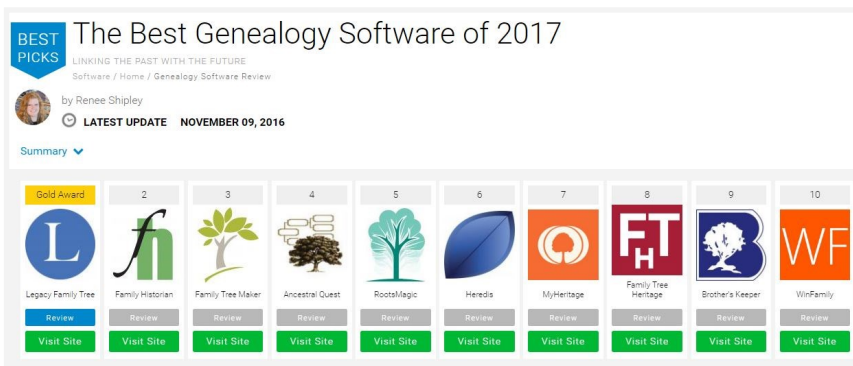 BEST
PICKS
The Best Genealogy Software of 2017
LINKING THE PAST WITH THE FUTURE
Software / Home / Genealogy Software Review
by Renee Shipley
LATEST UPDATE NOVEMBER 09, 2016
Summary
Gold Award 2 3 4 5 6 7 8 9 10
L fh FHT B WF
Legacy Family Tree Family Historian Family Tree Maker Ancestral Quest RootsMagic Heredis MyHeritage Family Tree Heritage Brother's Keeper WinFamily
Review Review Review Review Review Review Review Review Review Review
Visit Site Visit Site Visit Site Visit Site Visit Site Visit Site Visit Site Visit Site Visit Site Visit Site